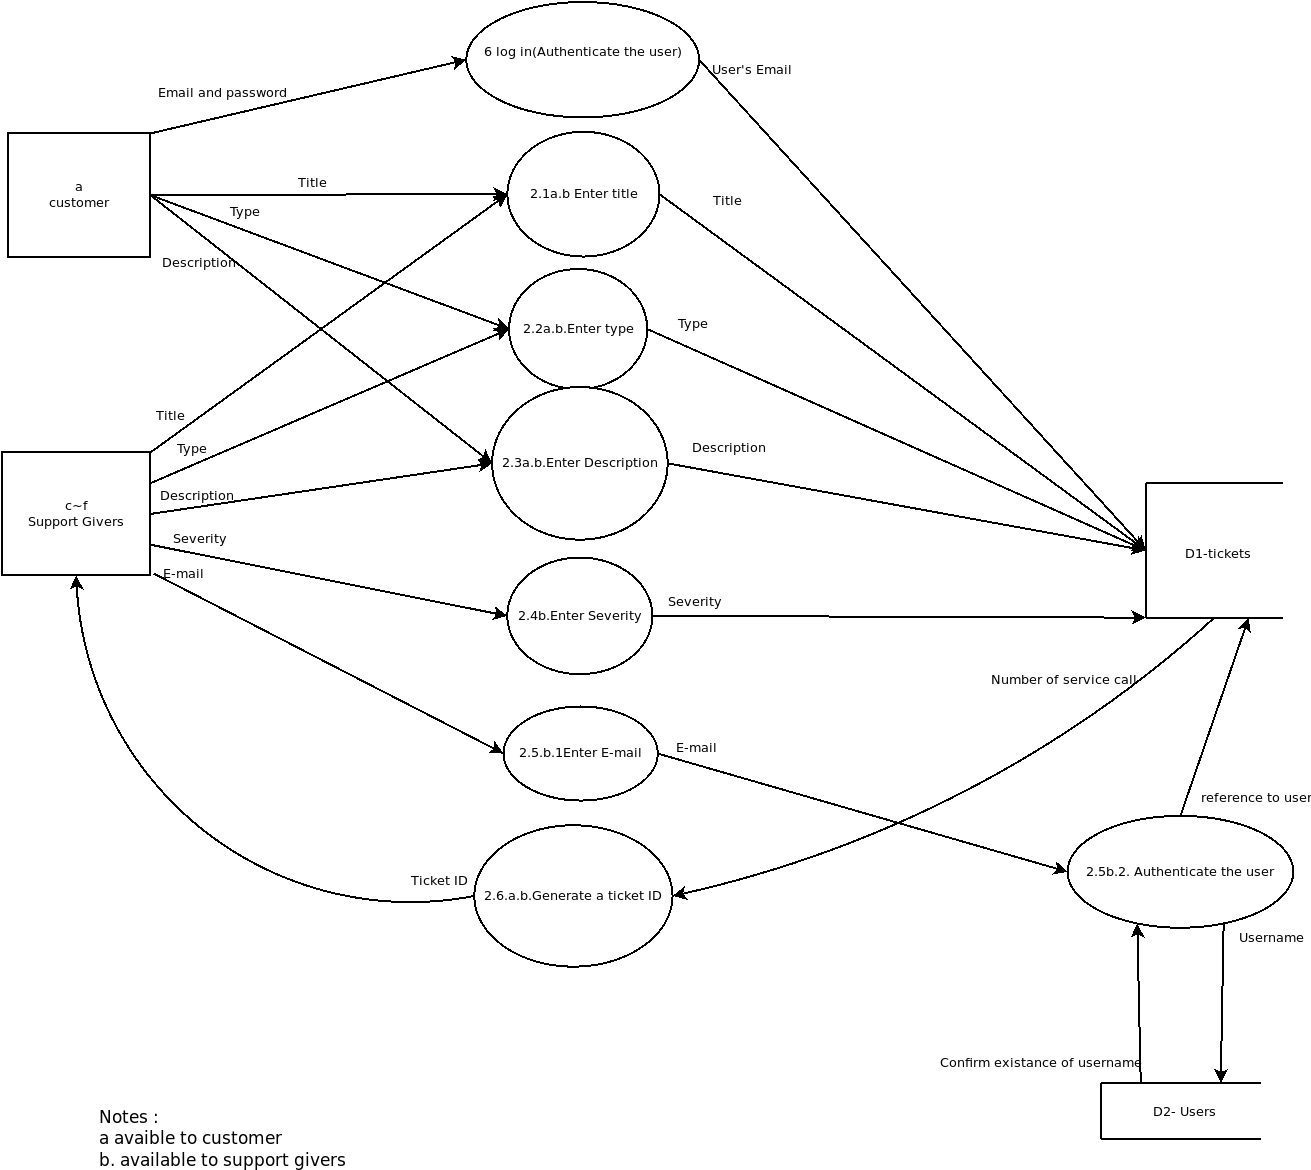 6 log in(Authenticate the user)
User's Email
Email and password
a
customer
Title
2.1a.b Enter title
Title
Type
Description
2.2a.b.Enter type
Type
Title
Type
Description
2.3a.b.Enter Description
Description
c~f
Support Givers
Severity
E-mail
D1-tickets
2.4b.Enter Severity
Severity
Number of service call
2.5.b.1Enter E-mail
E-mail
reference to user
2.5b.2. Authenticate the user
Ticket ID
2.6.a.b.Generate a ticket ID
Username
Confirm existance of username
D2- Users
Notes :
a avaible to customer
b. available to support givers